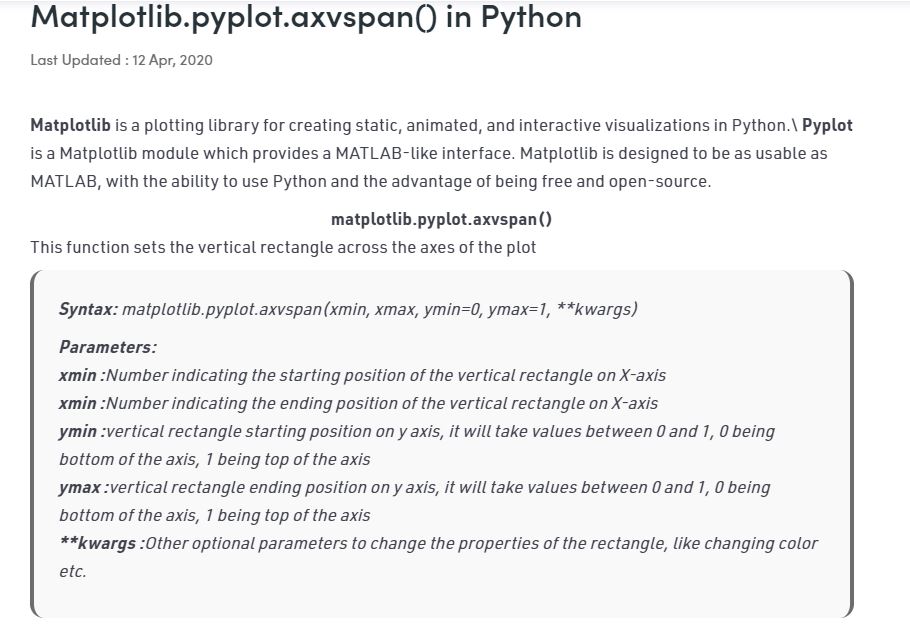 Matplotlib.pyplot.axvspan() in Python
Last Updated : 12 Apr, 2020
Matplotlib is a plotting library for creating static, animated, and interactive visualizations in Python.\ Pyplot
is a Matplotlib module which provides a MATLAB-like interface. Matplotlib is designed to be as usable as
MATLAB, with the ability to use Python and the advantage of being free and open-source.
matplotlib.pyplot.axvspan()
This function sets the vertical rectangle across the axes of the plot
Syntax: matplotlib.pyplot.axvspan(xmin, xmax, ymin=0, ymax=1, **kwargs)
Parameters:
xmin :Number indicating the starting position of the vertical rectangle on X-axis
xmin :Number indicating the ending position of the vertical rectangle on X-axis
ymin :vertical rectangle starting position on y axis, it will take values between 0 and 1, 0 being
bottom of the axis, 1 being top of the axis
ymax :vertical rectangle ending position on y axis, it will take values between 0 and 1, 0 being
bottom of the axis, 1 being top of the axis
**kwargs :Other optional parameters to change the properties of the rectangle, like changing color
etc.